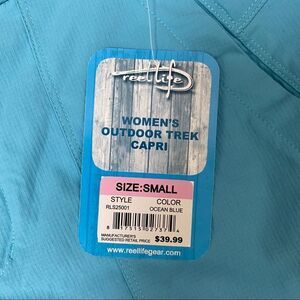 reel life
WOMEN'S
OUTDOOR TREK
CAPRI
SIZE:SMALL
STYLE COLOR
RLS25001 OCEAN BLUE
MANUFACTURER'S
SUGGESTED RETAIL PRICE $39.99
www.reellifegear.com